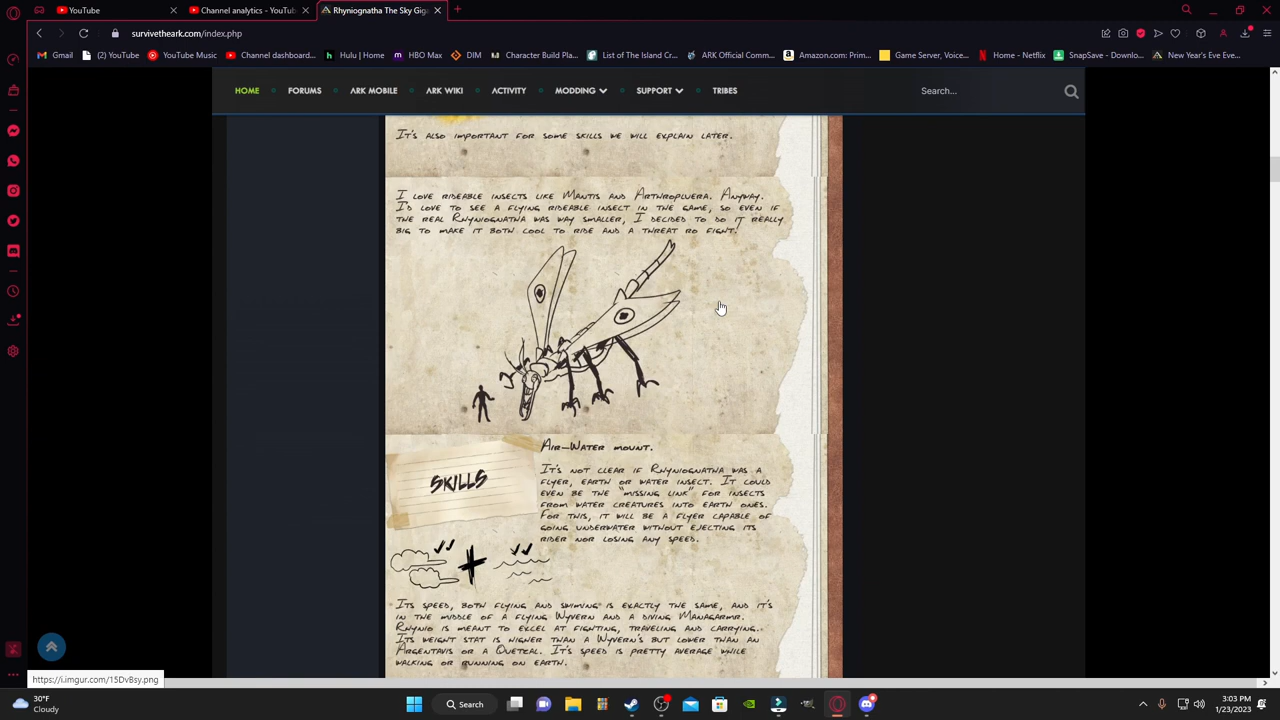 YouTube
Channel analytics - YouTub
Rhyniognatha The Sky Giga
survivetheark.com/index.php
Gmail
(2) YouTube
YouTube Music
Channel dashboard...
Hulu | Home
HBO Max
DIM
Character Build Pla...
List of The Island Cr...
ARK Official Comm...
Amazon.com: Prim...
Game Server, Voice...
Home - Netflix
SnapSave - Downlo...
New Year's Eve Eve...
HOME
FORUMS
ARK MOBILE
ARK WIKI
ACTIVITY
MODDING
SUPPORT
TRIBES
Search...
It's also important for some skills we will explain later.
I love rideable insects like Mantis and Arthropluera. Anyway.
I'd love to see a flying rideable insect in the game, so even if
the real Rhyniognatha was way smaller, I decided to do it really
big to make it both cool to ride and a threat ro fight.
Air-Water mount.
SKILLS
It's not clear if Rhyniognatha was a
flyer, earth or water insect. It could
even be the "missing link" for insects
from water creatures into earth ones.
For this, it will be a flyer capable of
going underwater without ejecting its
rider nor losing any speed.
Its speed, both flying and swiming is exactly the same, and it's
in the middle of a flying Wyvern and a diving Managarmr.
Rhynio is meant to excel at fighting, traveling and carrying.
Its weight stat is higher than a Wyvern's but lower than an
Argentavis or a Quetzal. It's speed is pretty average while
walking or running on earth.
https://i.imgur.com/15Dv8sy.png
30°F
Cloudy
Search
3:03 PM
1/23/2023